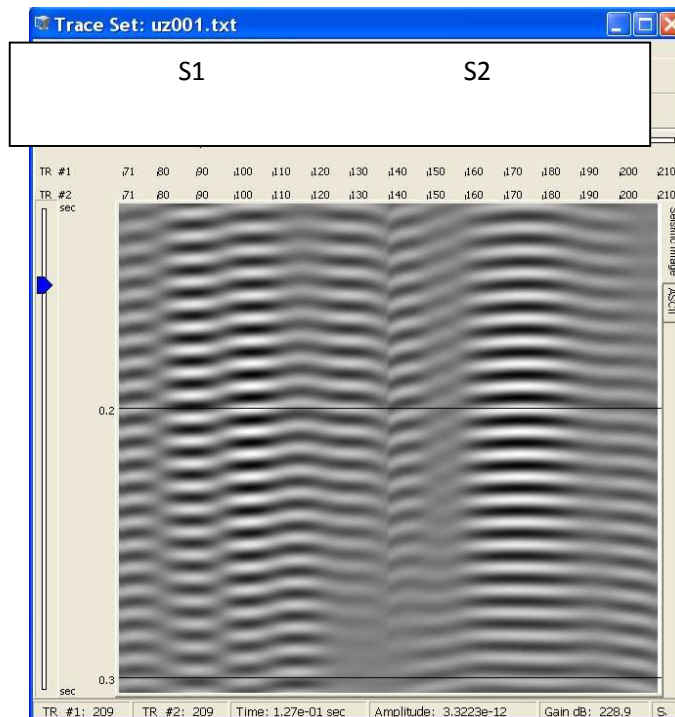 Trace Set: uz001.txt
S1 S2
TR #1 71 80 90 100 110 120 130 140 150 160 170 180 190 200 210
TR #2 71 80 90 100 110 120 130 140 150 160 170 180 190 200 210
sec
Seismic Image
ASCII
0.2
0.3
sec
TR #1: 209 TR #2: 209 Time: 1.27e-01 sec Amplitude: 3.3223e-12 Gain dB: 228.9 S-